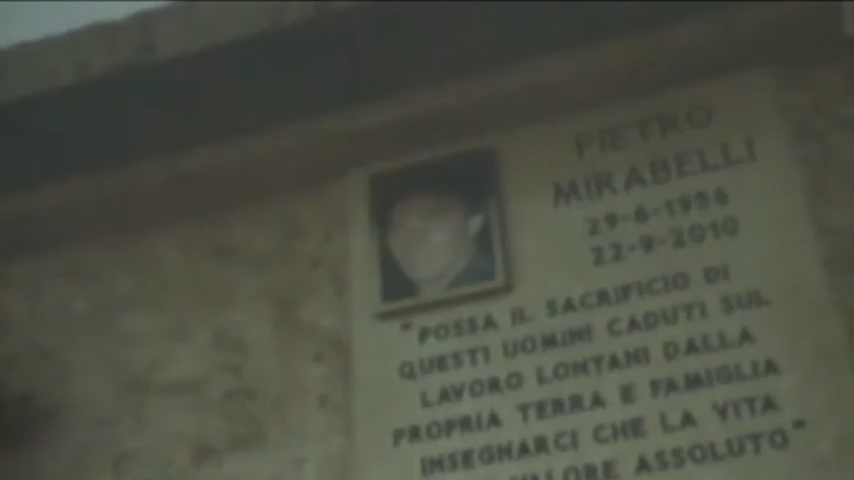 PIETRO
MIRABELLI
29-6-1956
22-9-2010
"POSSA IL SACRIFICIO DI
QUESTI UOMINI CADUTI SUL
LAVORO LONTANI DALLA
PROPRIA TERRA E FAMIGLIA
INSEGNARCI CHE LA VITA
VALORE ASSOLUTO"